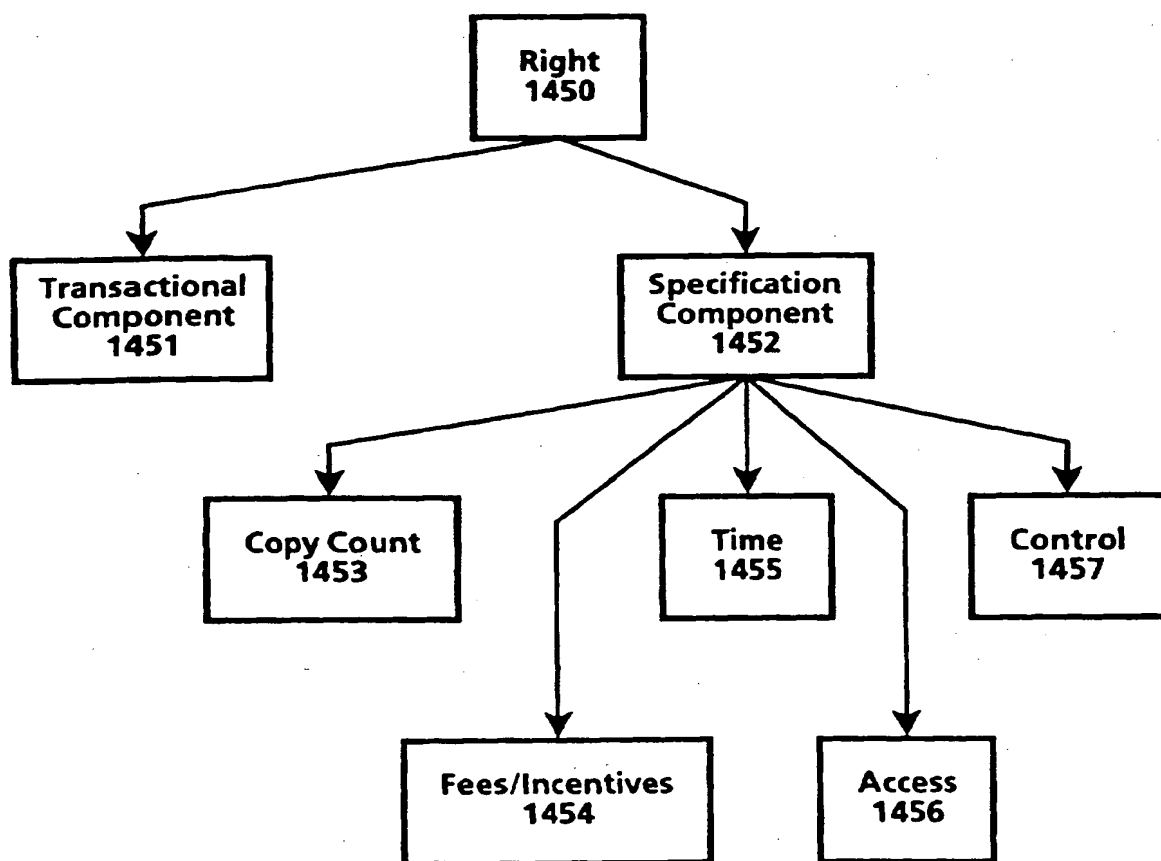 Right
1450
Transactional
Component
1451
Specification
Component
1452
Copy Count
1453
Time
1455
Control
1457
Fees/Incentives
1454
Access
1456